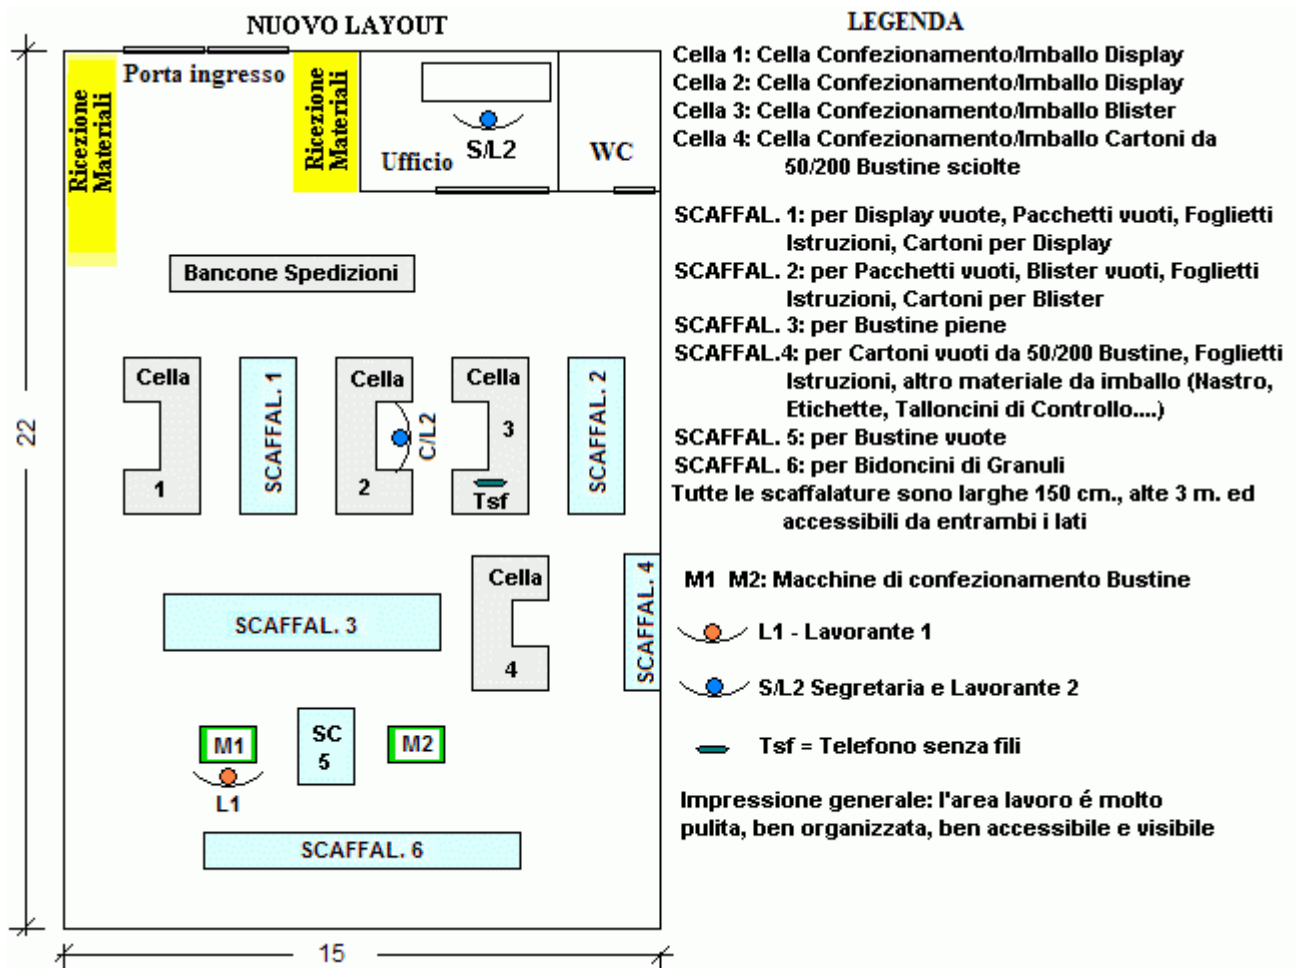 NUOVO LAYOUT
Porta ingresso
Ricezione
Materiali
Ricezione
Materiali
Ufficio
S/L2
WC
Bancone Spedizioni
Cella
1
SCAFFAL. 1
Cella
2
C/L2
Cella
3
Tsf
SCAFFAL. 2
22
SCAFFAL. 3
Cella
4
SCAFFAL. 4
M1
L1
SC
5
M2
SCAFFAL. 6
15
LEGENDA
Cella 1: Cella Confezionamento/Imballo Display
Cella 2: Cella Confezionamento/Imballo Display
Cella 3: Cella Confezionamento/Imballo Blister
Cella 4: Cella Confezionamento/Imballo Cartoni da
50/200 Bustine sciolte
SCAFFAL. 1: per Display vuote, Pacchetti vuoti, Foglietti
Istruzioni, Cartoni per Display
SCAFFAL. 2: per Pacchetti vuoti, Blister vuoti, Foglietti
Istruzioni, Cartoni per Blister
SCAFFAL. 3: per Bustine piene
SCAFFAL.4: per Cartoni vuoti da 50/200 Bustine, Foglietti
Istruzioni, altro materiale da imballo (Nastro,
Etichette, Talloncini di Controllo....)
SCAFFAL. 5: per Bustine vuote
SCAFFAL. 6: per Bidoncini di Granuli
Tutte le scaffalature sono larghe 150 cm., alte 3 m. ed
accessibili da entrambi i lati
M1 M2: Macchine di confezionamento Bustine
L1 - Lavorante 1
S/L2 Segretaria e Lavorante 2
Tsf = Telefono senza fili
Impressione generale: l'area lavoro é molto
pulita, ben organizzata, ben accessibile e visibile